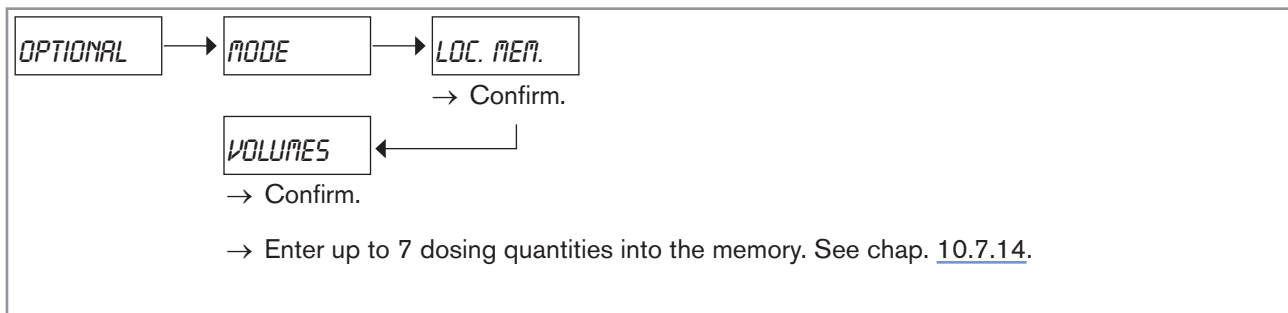 OPTIONAL → MODE → LOC. MEM.
→ Confirm.
VOLUMES
→ Confirm.
→ Enter up to 7 dosing quantities into the memory. See chap. 10.7.14.